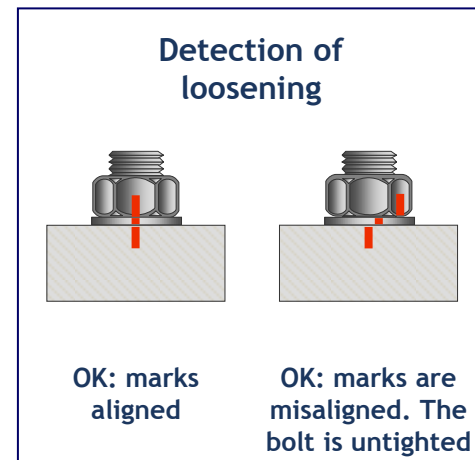 Detection of
loosening
OK: marks
aligned
OK: marks are
misaligned. The
bolt is untighted